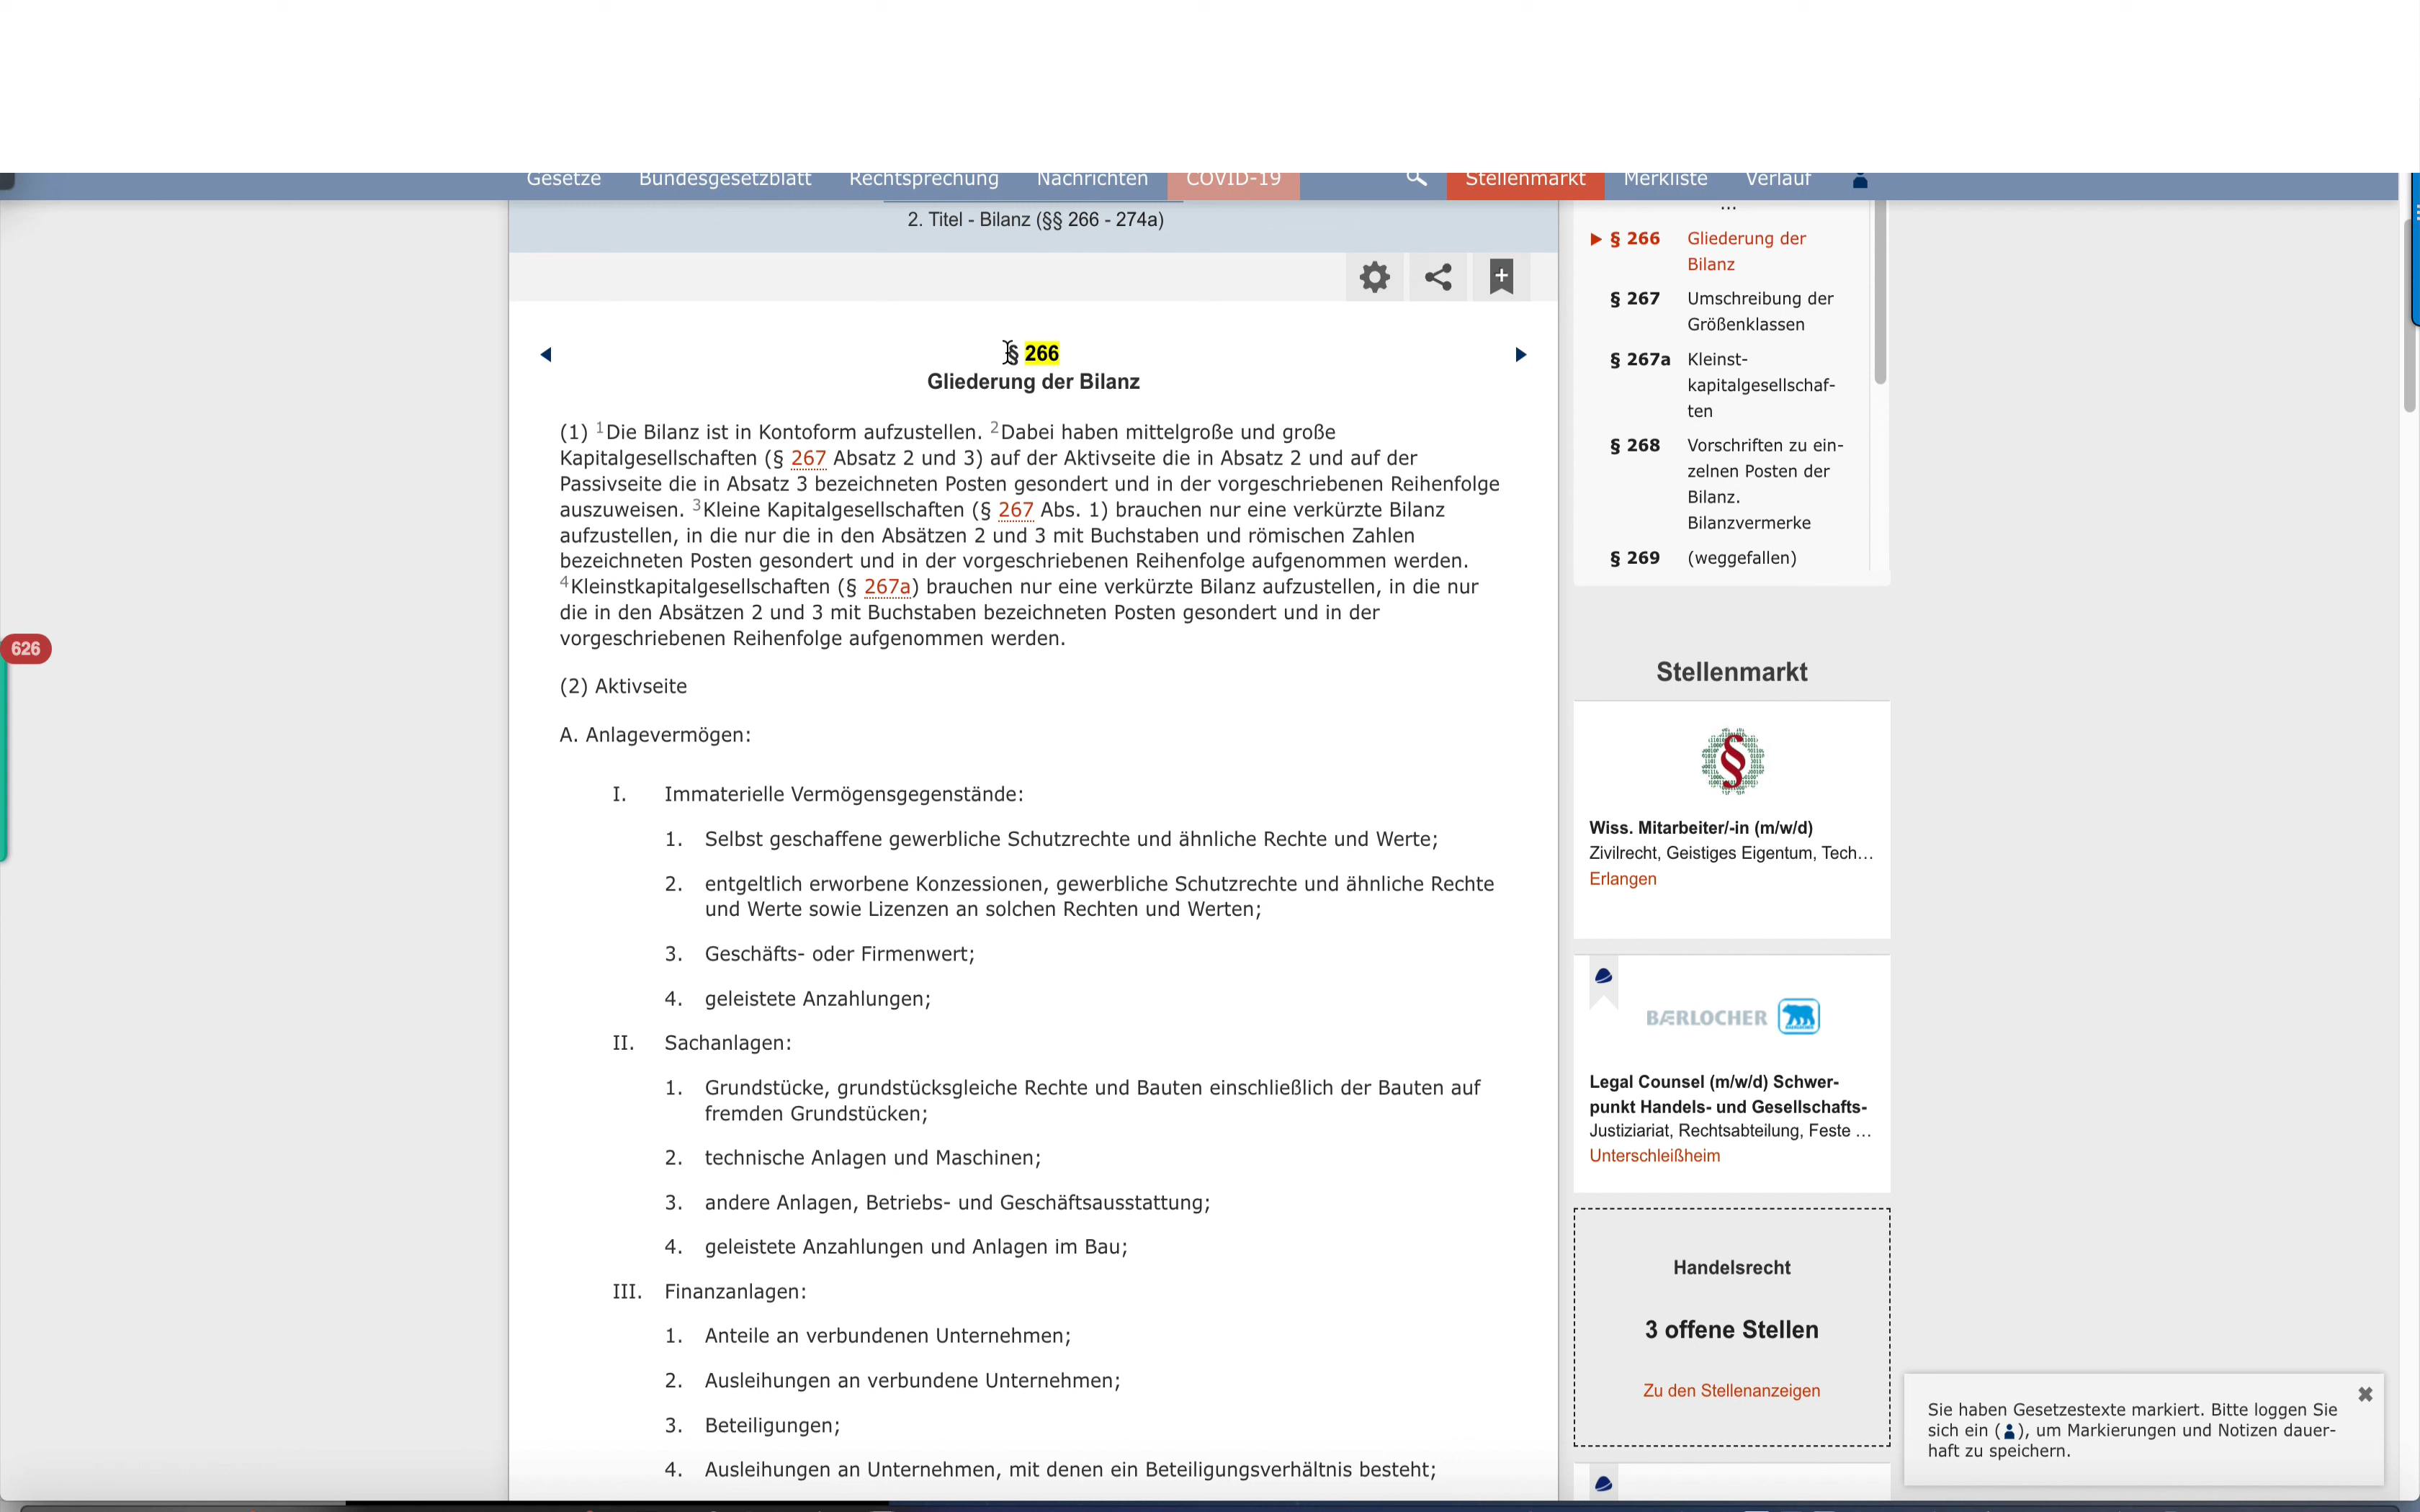 Gesetze Bundesgesetzblatt Rechtsprechung Nachrichten COVID-19 Stellenmarkt Merkliste Verlauf
2. Titel - Bilanz (§§ 266 - 274a)
§ 266
Gliederung der Bilanz
(1) 1Die Bilanz ist in Kontoform aufzustellen. 2Dabei haben mittelgroße und große
Kapitalgesellschaften (§ 267 Absatz 2 und 3) auf der Aktivseite die in Absatz 2 und auf der
Passivseite die in Absatz 3 bezeichneten Posten gesondert und in der vorgeschriebenen Reihenfolge
auszuweisen. 3Kleine Kapitalgesellschaften (§ 267 Abs. 1) brauchen nur eine verkürzte Bilanz
aufzustellen, in die nur die in den Absätzen 2 und 3 mit Buchstaben und römischen Zahlen
bezeichneten Posten gesondert und in der vorgeschriebenen Reihenfolge aufgenommen werden.
4Kleinstkapitalgesellschaften (§ 267a) brauchen nur eine verkürzte Bilanz aufzustellen, in die nur
die in den Absätzen 2 und 3 mit Buchstaben bezeichneten Posten gesondert und in der
vorgeschriebenen Reihenfolge aufgenommen werden.
(2) Aktivseite
A. Anlagevermögen:
I. Immaterielle Vermögensgegenstände:
1. Selbst geschaffene gewerbliche Schutzrechte und ähnliche Rechte und Werte;
2. entgeltlich erworbene Konzessionen, gewerbliche Schutzrechte und ähnliche Rechte
und Werte sowie Lizenzen an solchen Rechten und Werten;
3. Geschäfts- oder Firmenwert;
4. geleistete Anzahlungen;
II. Sachanlagen:
1. Grundstücke, grundstücksgleiche Rechte und Bauten einschließlich der Bauten auf
fremden Grundstücken;
2. technische Anlagen und Maschinen;
3. andere Anlagen, Betriebs- und Geschäftsausstattung;
4. geleistete Anzahlungen und Anlagen im Bau;
III. Finanzanlagen:
1. Anteile an verbundenen Unternehmen;
2. Ausleihungen an verbundene Unternehmen;
3. Beteiligungen;
4. Ausleihungen an Unternehmen, mit denen ein Beteiligungsverhältnis besteht;
626
...
§ 266 Gliederung der
Bilanz
§ 267 Umschreibung der
Größenklassen
§ 267a Kleinst-
kapitalgesellschaf-
ten
§ 268 Vorschriften zu ein-
zelnen Posten der
Bilanz.
Bilanzvermerke
§ 269 (weggefallen)
Stellenmarkt
§
Wiss. Mitarbeiter/-in (m/w/d)
Zivilrecht, Geistiges Eigentum, Tech...
Erlangen
BÆRLOCHER
Legal Counsel (m/w/d) Schwer-
punkt Handels- und Gesellschafts-
Justiziariat, Rechtsabteilung, Feste ...
Unterschleißheim
Handelsrecht
3 offene Stellen
Zu den Stellenanzeigen
Sie haben Gesetzestexte markiert. Bitte loggen Sie
sich ein ( ), um Markierungen und Notizen dauer-
haft zu speichern.